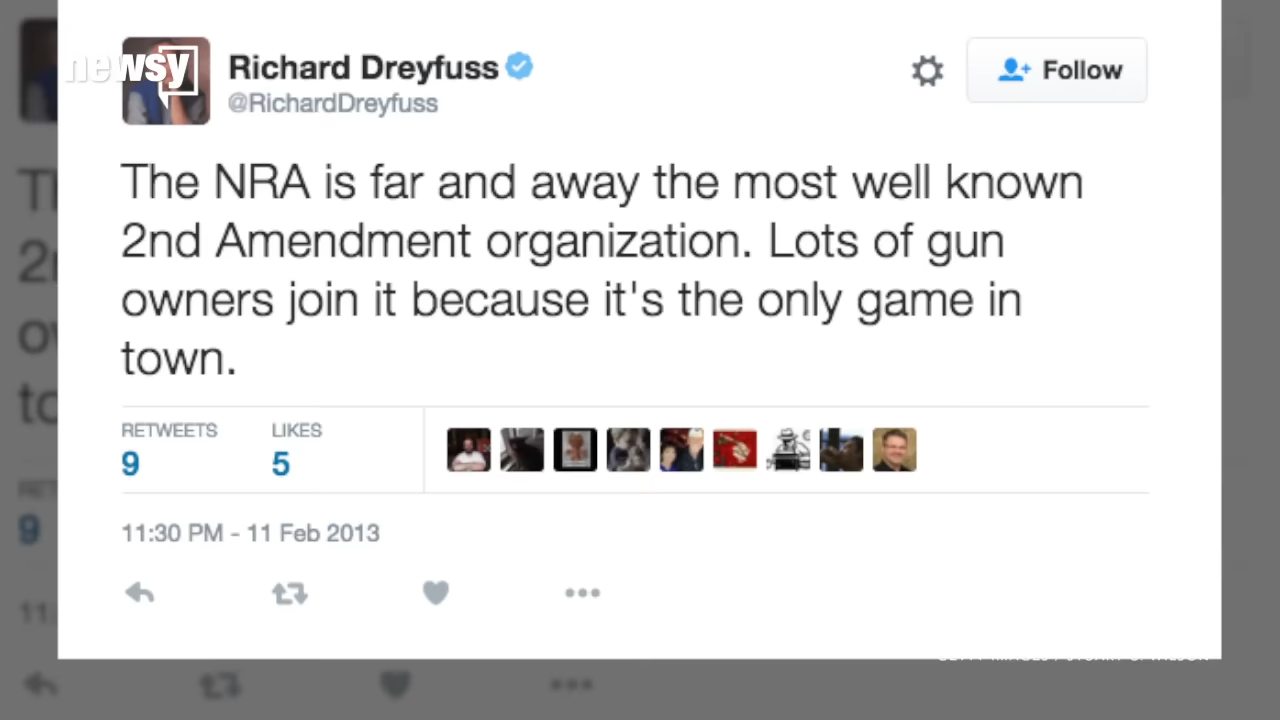 newsy
Richard Dreyfuss
@RichardDreyfuss
Follow
The NRA is far and away the most well known
2nd Amendment organization. Lots of gun
owners join it because it's the only game in
town.
RETWEETS
LIKES
9
5
11:30 PM - 11 Feb 2013